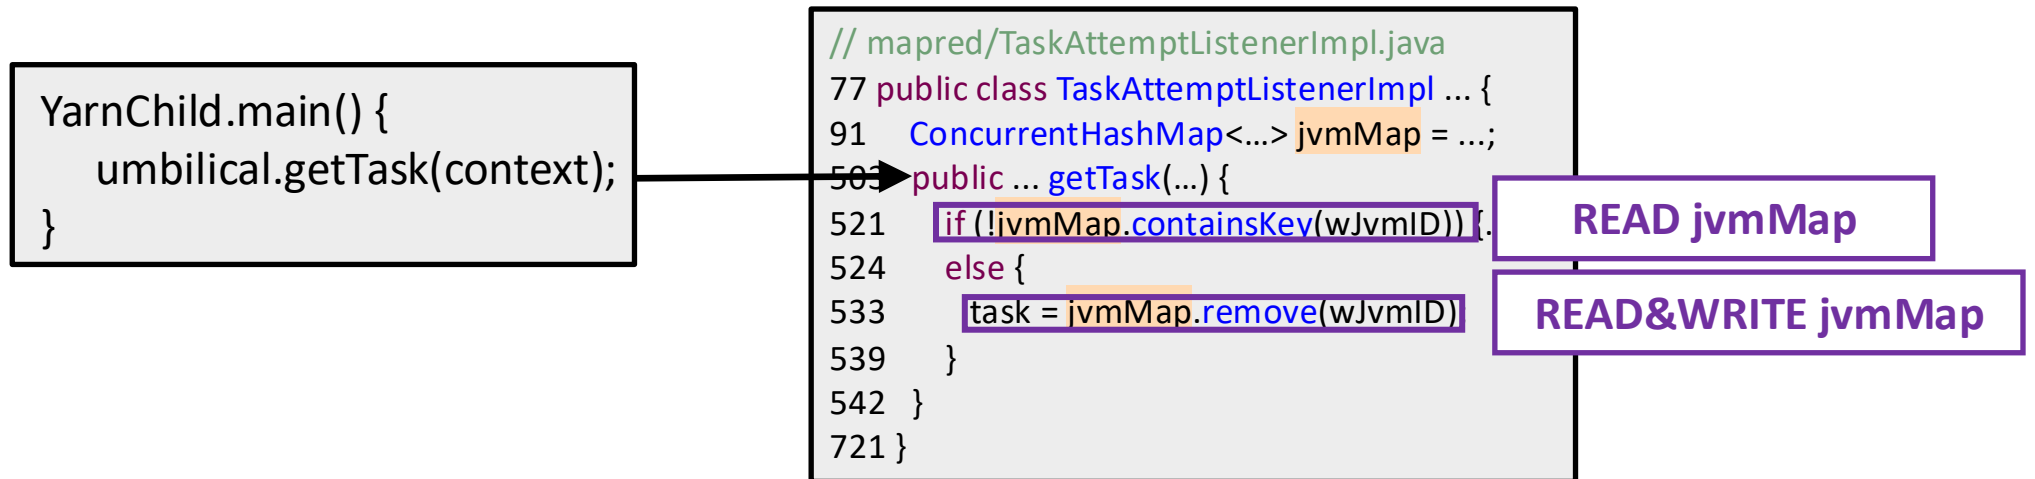 YarnChild.main() {
umbilical.getTask(context);
}
// mapred/TaskAttemptListenerImpl.java
77 public class TaskAttemptListenerImpl ... {
91 ConcurrentHashMap<...> jvmMap = ...;
503 public ... getTask(...) {
521 if (!jvmMap.containsKey(wJvmID)) {.
524 else {
533 task = jvmMap.remove(wJvmID)
539 }
542 }
721 }
READ jvmMap
READ&WRITE jvmMap